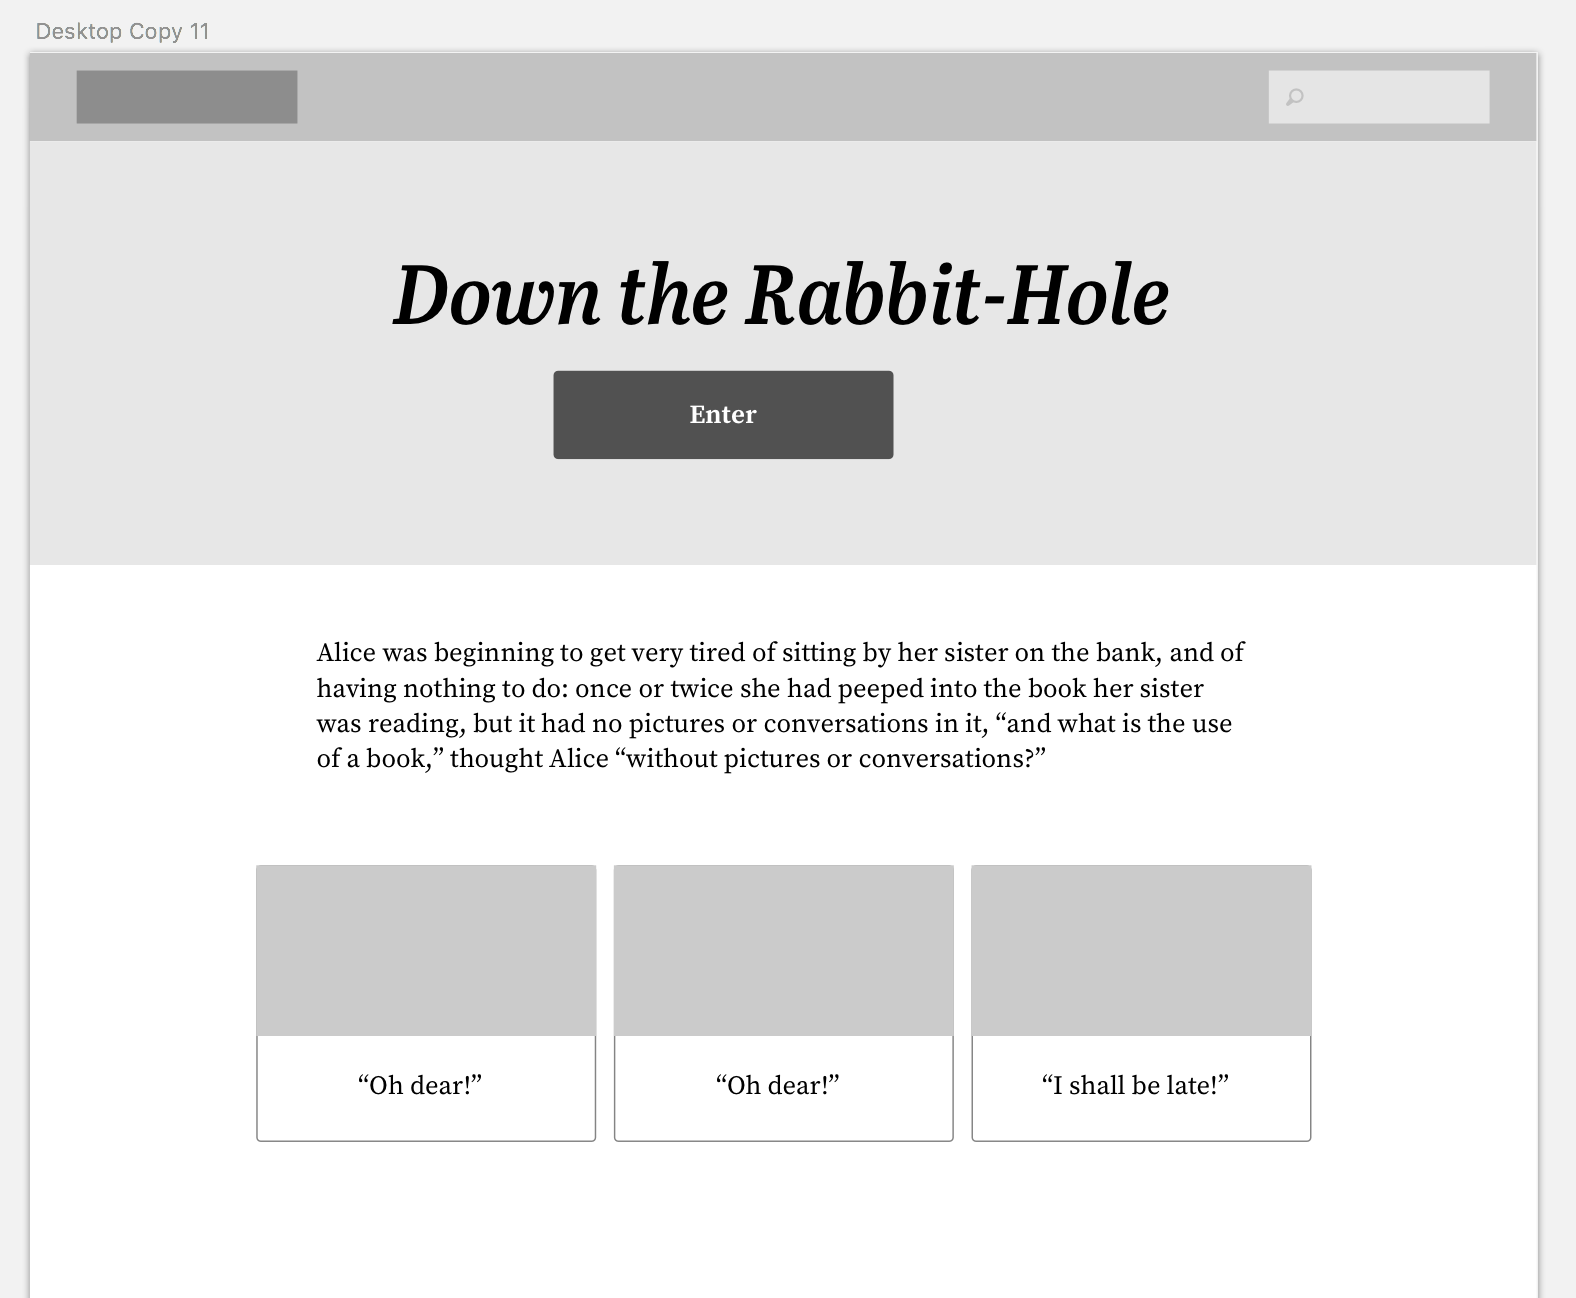 Desktop Copy 11
Down the Rabbit-Hole
Enter
Alice was beginning to get very tired of sitting by her sister on the bank, and of
having nothing to do: once or twice she had peeped into the book her sister
was reading, but it had no pictures or conversations in it, “and what is the use
of a book,” thought Alice “without pictures or conversations?”
“Oh dear!”
“Oh dear!”
“I shall be late!”